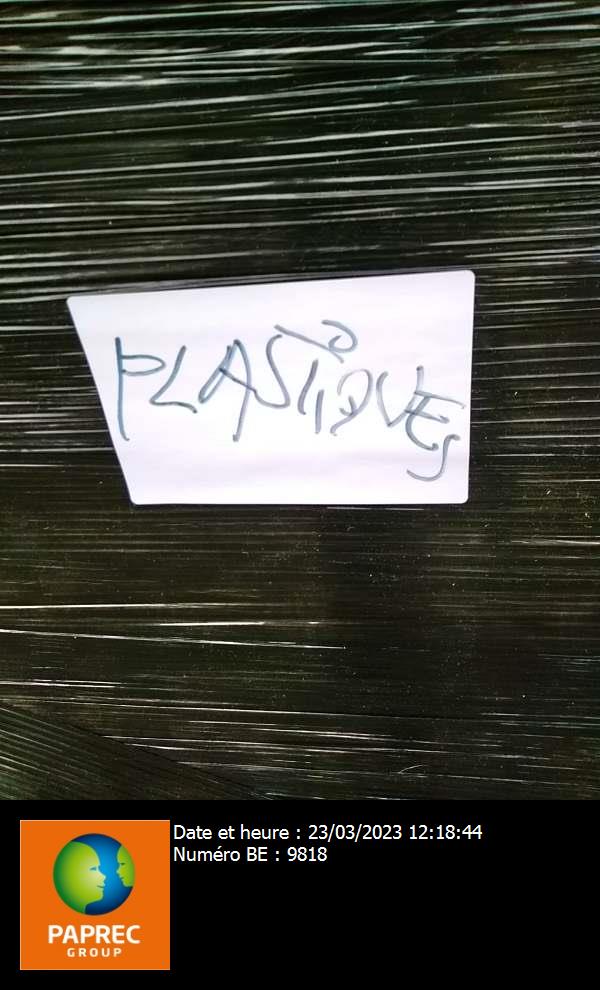 PLASTIQUES
Date et heure : 23/03/2023 12:18:44
Numéro BE : 9818
PAPREC
GROUP